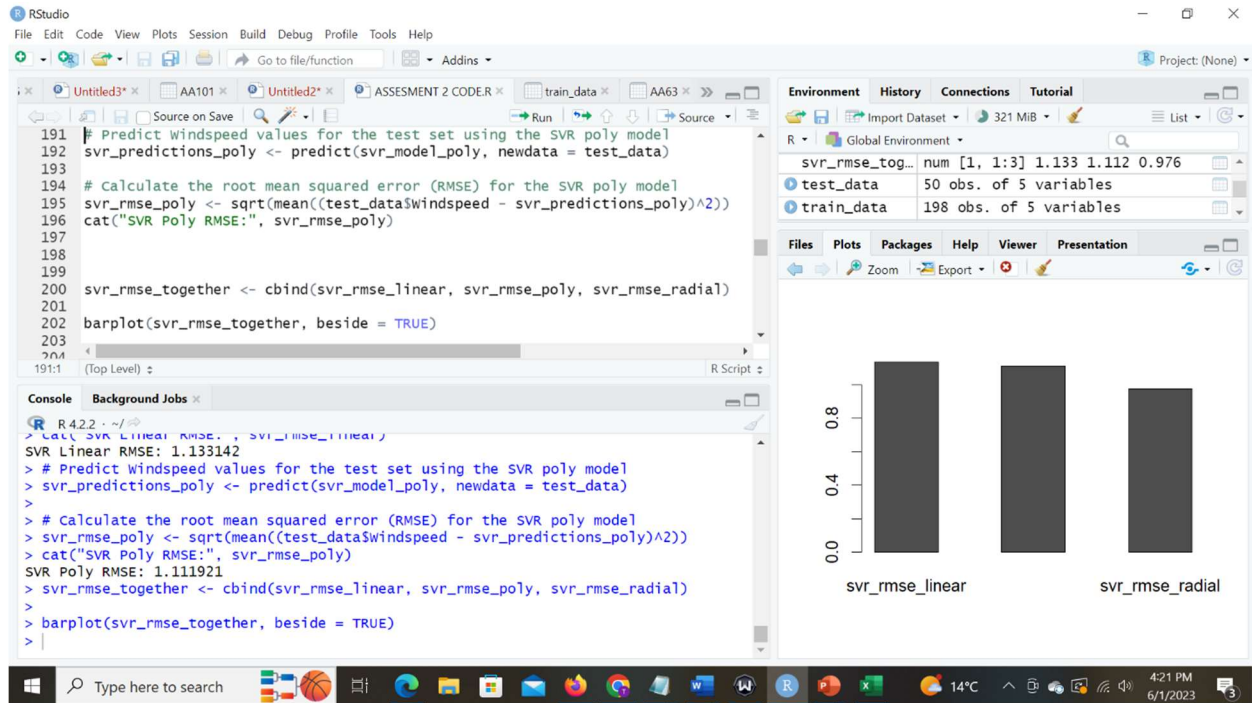 RStudio
File Edit Code View Plots Session Build Debug Profile Tools Help
Go to file/function
Addins
Project: (None)
Untitled3*
AA101
Untitled2*
ASSESMENT 2 CODE.R
train_data
AA63
Source on Save
Run
Source
191 # Predict Windspeed values for the test set using the SVR poly model
192 svr_predictions_poly <- predict(svr_model_poly, newdata = test_data)
193
194 # Calculate the root mean squared error (RMSE) for the SVR poly model
195 svr_rmse_poly <- sqrt(mean((test_data$Windspeed - svr_predictions_poly)^2))
196 cat("SVR Poly RMSE:", svr_rmse_poly)
197
198
199
200 svr_rmse_together <- cbind(svr_rmse_linear, svr_rmse_poly, svr_rmse_radial)
201
202 barplot(svr_rmse_together, beside = TRUE)
203
204
191:1 (Top Level) R Script
Console Background Jobs
R 4.2.2 · ~/
> cat("SVR Linear RMSE:", svr_rmse_linear)
SVR Linear RMSE: 1.133142
> # Predict Windspeed values for the test set using the SVR poly model
> svr_predictions_poly <- predict(svr_model_poly, newdata = test_data)
>
> # Calculate the root mean squared error (RMSE) for the SVR poly model
> svr_rmse_poly <- sqrt(mean((test_data$Windspeed - svr_predictions_poly)^2))
> cat("SVR Poly RMSE:", svr_rmse_poly)
SVR Poly RMSE: 1.111921
> svr_rmse_together <- cbind(svr_rmse_linear, svr_rmse_poly, svr_rmse_radial)
>
> barplot(svr_rmse_together, beside = TRUE)
>
Environment History Connections Tutorial
Import Dataset 321 MiB List
R Global Environment
svr_rmse_tog… num [1, 1:3] 1.133 1.112 0.976
test_data 50 obs. of 5 variables
train_data 198 obs. of 5 variables
Files Plots Packages Help Viewer Presentation
Zoom Export
0.8
0.4
0.0
svr_rmse_linear svr_rmse_radial
Type here to search
14°C
4:21 PM
6/1/2023
3